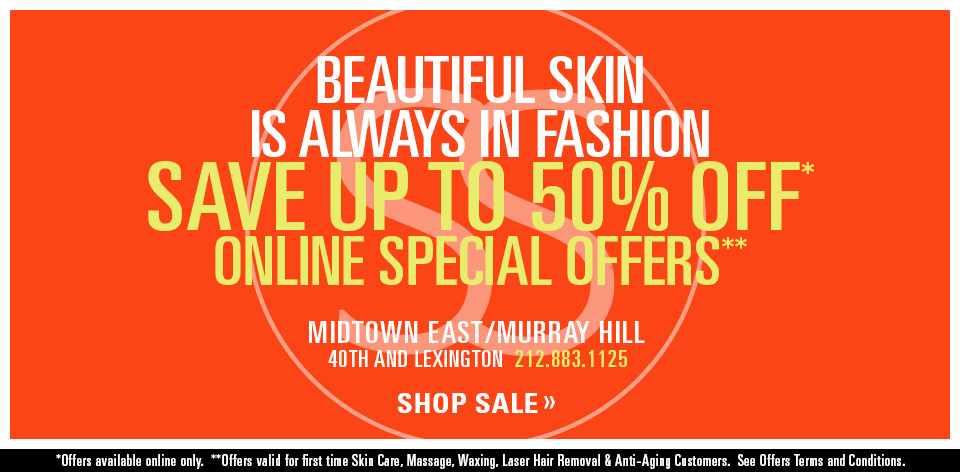 BEAUTIFUL SKIN
IS ALWAYS IN FASHION
SAVE UP TO 50% OFF*
ONLINE SPECIAL OFFERS**
MIDTOWN EAST/MURRAY HILL
40TH AND LEXINGTON 212.883.1125
SHOP SALE »
*Offers available online only. **Offers valid for first time Skin Care, Massage, Waxing, Laser Hair Removal & Anti-Aging Customers. See Offers Terms and Conditions.
SS